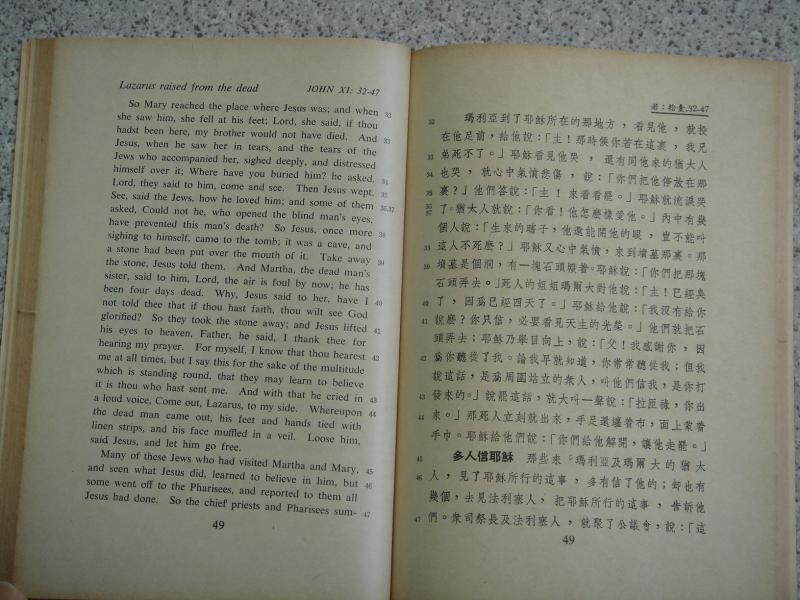 Lazarus raised from the dead JOHN XI: 32-47
So Mary reached the place where Jesus was; and when 32
she saw him, she fell at his feet; Lord, she said, if thou
hadst been here, my brother would not have died. And 33
Jesus, when he saw her in tears, and the tears of the
Jews who accompanied her, sighed deeply, and distressed
himself over it; Where have you buried him? he asked. 34
Lord, they said to him, come and see. Then Jesus wept. 35
See, said the Jews, how he loved him; and some of them 36,37
asked, Could not he, who opened the blind man's eyes,
have prevented this man's death? So Jesus, once more 38
sighing to himself, came to the tomb; it was a cave, and
a stone had been put over the mouth of it. Take away 39
the stone, Jesus told them. And Martha, the dead man's
sister, said to him, Lord, the air is foul by now; he has
been four days dead. Why, Jesus said to her, have I 40
not told thee that if thou hast faith, thou wilt see God
glorified? So they took the stone away; and Jesus lifted 41
his eyes to heaven, Father, he said, I thank thee for
hearing my prayer. For myself, I know that thou hearest 42
me at all times, but I say this for the sake of the multitude
which is standing round, that they may learn to believe
it is thou who hast sent me. And with that he cried in 43
a loud voice, Come out, Lazarus, to my side. Whereupon 44
the dead man came out, his feet and hands tied with
linen strips, and his face muffled in a veil. Loose him,
said Jesus, and let him go free.
Many of these Jews who had visited Martha and Mary, 45
and seen what Jesus did, learned to believe in him, but 46
some went off to the Pharisees, and reported to them all
Jesus had done. So the chief priests and Pharisees sum- 47
49
若:拾壹,32-47
32 瑪利亞到了耶穌所在的那地方,看見他,就投
在他足前,給他說:「主!那時候你若在這裏,我兄
33 弟死不了。」耶穌看見他哭,還有同他來的猶太人
34 也哭,就心中氣憤悲傷,說:「你們把他停放在那
35 裏?」他們答說:「主!來看看罷。」耶穌就流淚哭
36 37 了。猶太人就說:「你看!他怎麼樣愛他。」內中有幾
個人說:「生來的瞎子,他還能開他的眼,豈不能叫
38 這人不死麼?」耶穌又心中氣憤,來到墳墓那裏。那
39 墳墓是個洞,有一塊石頭堵着。耶穌說:「你們把那塊
石頭弄去。」死人的姐姐瑪爾大對他說:「主!已經臭
40 了,因爲已經四天了。」耶穌給他說:「我沒有給你
41 說麼?你只信,必要看見天主的光榮。」他們就把石
頭弄去;耶穌乃舉目向上,說:「父!我感謝你,因
42 爲你聽從了我。論我早就知道,你常常聽從我;但我
說這話,是爲周圍站立的衆人,叫他們信我,是你打
43 發來的。」說罷這話,就大叫一聲說:「拉匝祿,你出
44 來。」那死人立刻就出來,手足還纏着布,面上蒙着
手巾。耶穌給他們說:「你們給他解開,讓他走罷。」
45 多人信耶穌 那些來瑪利亞及瑪爾大的猶太
46 人,見了耶穌所行的這事,多有信了他的;却也有
幾個,去見法利塞人,把耶穌所行的這事,告訴他
47 們。衆司祭長及法利塞人,就聚了公議會,說:「這
49